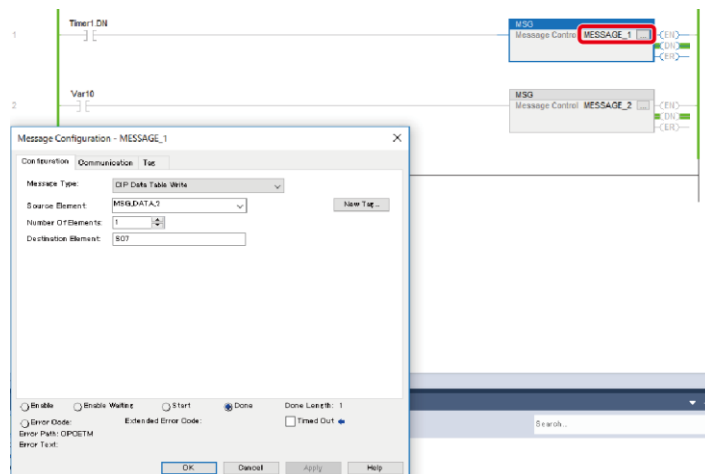 1
Timer1.DN
MSG
Message Control MESSAGE_1 ...
(EN)
(DN)
(ER)
2
Var10
MSG
Message Control MESSAGE_2 ...
(EN)
(DN)
(ER)
Message Configuration - MESSAGE_1
Configuration Communication Tag
Message Type: CIP Data Table Write
Source Element: MSG.DATA.2 New Tag...
Number Of Elements: 1
Destination Element: S07
Enable Enable Waiting Start Done Done Length: 1
Error Code: Extended Error Code: Timed Out
Error Path: OPOETM
Error Text:
OK Cancel Apply Help
Search...